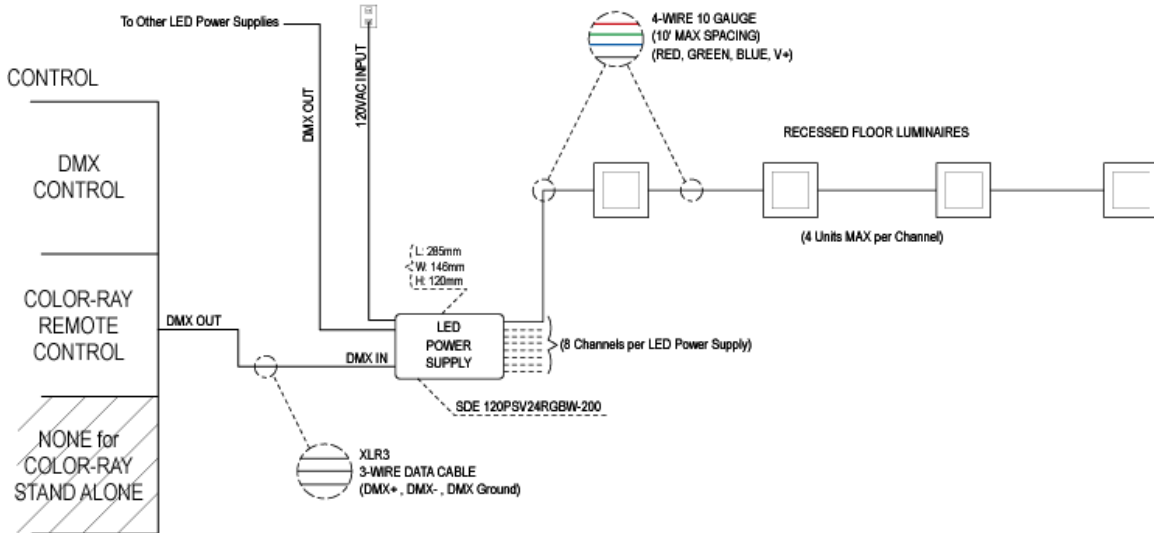 To Other LED Power Supplies
4-WIRE 10 GAUGE
(10' MAX SPACING)
(RED, GREEN, BLUE, V+)
CONTROL
DMX OUT
120VAC INPUT
RECESSED FLOOR LUMINAIRES
DMX
CONTROL
(4 Units MAX per Channel)
L: 285mm
W: 146mm
H: 120mm
COLOR-RAY
REMOTE
CONTROL
DMX OUT
DMX IN
LED
POWER
SUPPLY
(8 Channels per LED Power Supply)
SDE 120PSV24RGBW-200
NONE for
COLOR-RAY
STAND ALONE
XLR3
3-WIRE DATA CABLE
(DMX+ , DMX- , DMX Ground)